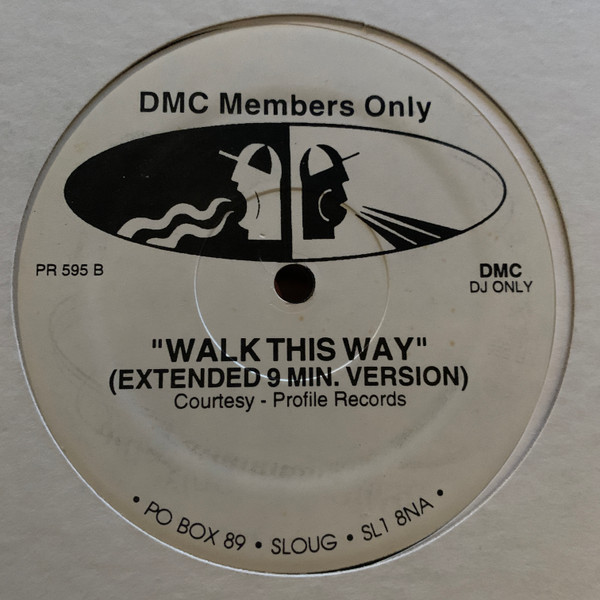 DMC Members Only
PR 595 B
DMC
DJ ONLY
"WALK THIS WAY"
(EXTENDED 9 MIN. VERSION)
Courtesy - Profile Records
• PO BOX 89 • SLOUG • SL1 8NA •